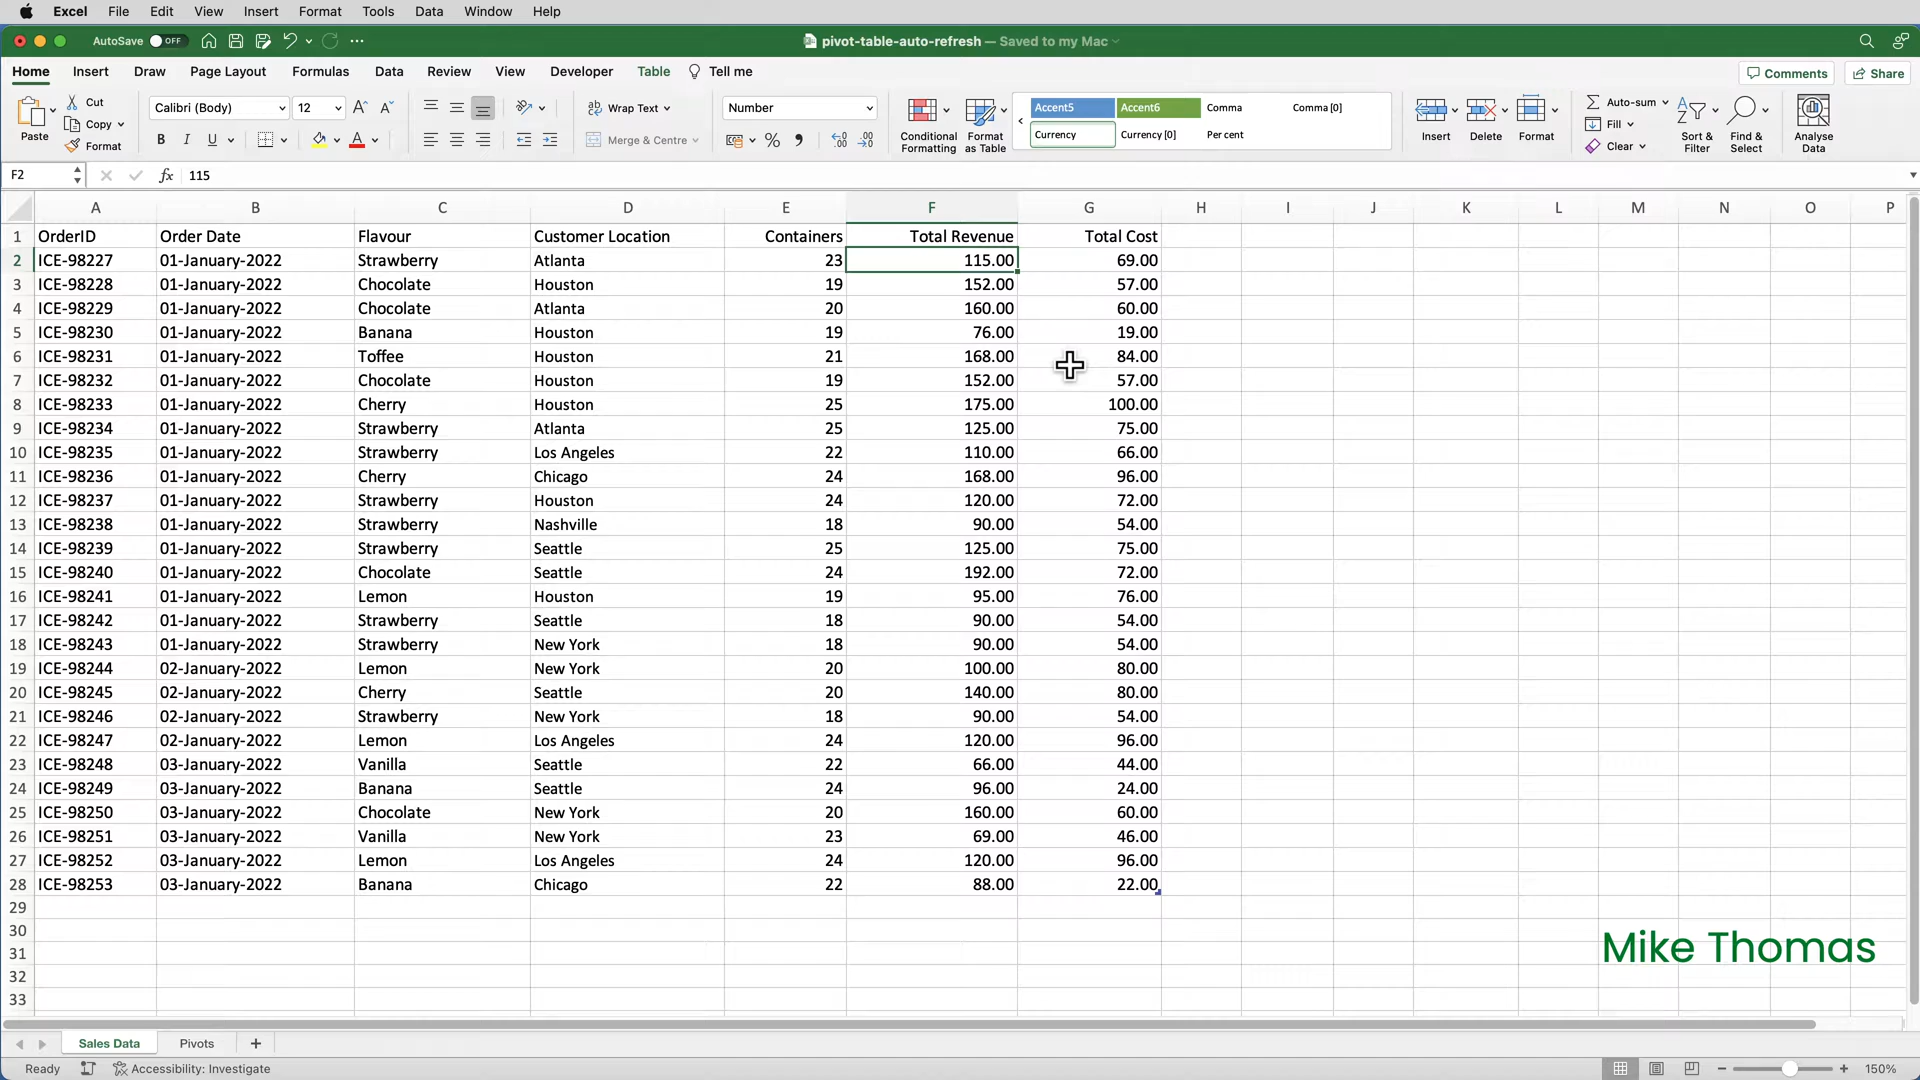 Excel File Edit View Insert Format Tools Data Window Help
AutoSave OFF pivot-table-auto-refresh — Saved to my Mac
Home Insert Draw Page Layout Formulas Data Review View Developer Table Tell me Comments Share
Paste Cut Copy Format
Calibri (Body) 12
B I U
Wrap Text
Merge & Centre
Number
Conditional Formatting
Format as Table
Accent5 Accent6 Comma Comma [0]
Currency Currency [0] Per cent
Insert Delete Format
Auto-sum
Fill
Clear
Sort & Filter
Find & Select
Analyse Data
F2 fx 115
A B C D E F G H I J K L M N O P
1 OrderID Order Date Flavour Customer Location Containers Total Revenue Total Cost
2 ICE-98227 01-January-2022 Strawberry Atlanta 23 115.00 69.00
3 ICE-98228 01-January-2022 Chocolate Houston 19 152.00 57.00
4 ICE-98229 01-January-2022 Chocolate Atlanta 20 160.00 60.00
5 ICE-98230 01-January-2022 Banana Houston 19 76.00 19.00
6 ICE-98231 01-January-2022 Toffee Houston 21 168.00 84.00
7 ICE-98232 01-January-2022 Chocolate Houston 19 152.00 57.00
8 ICE-98233 01-January-2022 Cherry Houston 25 175.00 100.00
9 ICE-98234 01-January-2022 Strawberry Atlanta 25 125.00 75.00
10 ICE-98235 01-January-2022 Strawberry Los Angeles 22 110.00 66.00
11 ICE-98236 01-January-2022 Cherry Chicago 24 168.00 96.00
12 ICE-98237 01-January-2022 Strawberry Houston 24 120.00 72.00
13 ICE-98238 01-January-2022 Strawberry Nashville 18 90.00 54.00
14 ICE-98239 01-January-2022 Strawberry Seattle 25 125.00 75.00
15 ICE-98240 01-January-2022 Chocolate Seattle 24 192.00 72.00
16 ICE-98241 01-January-2022 Lemon Houston 19 95.00 76.00
17 ICE-98242 01-January-2022 Strawberry Seattle 18 90.00 54.00
18 ICE-98243 01-January-2022 Strawberry New York 18 90.00 54.00
19 ICE-98244 02-January-2022 Lemon New York 20 100.00 80.00
20 ICE-98245 02-January-2022 Cherry Seattle 20 140.00 80.00
21 ICE-98246 02-January-2022 Strawberry New York 18 90.00 54.00
22 ICE-98247 02-January-2022 Lemon Los Angeles 24 120.00 96.00
23 ICE-98248 03-January-2022 Vanilla Seattle 22 66.00 44.00
24 ICE-98249 03-January-2022 Banana Seattle 24 96.00 24.00
25 ICE-98250 03-January-2022 Chocolate New York 20 160.00 60.00
26 ICE-98251 03-January-2022 Vanilla New York 23 69.00 46.00
27 ICE-98252 03-January-2022 Lemon Los Angeles 24 120.00 96.00
28 ICE-98253 03-January-2022 Banana Chicago 22 88.00 22.00
29
30
31
32
33
Mike Thomas
Sales Data Pivots +
Ready Accessibility: Investigate 150%